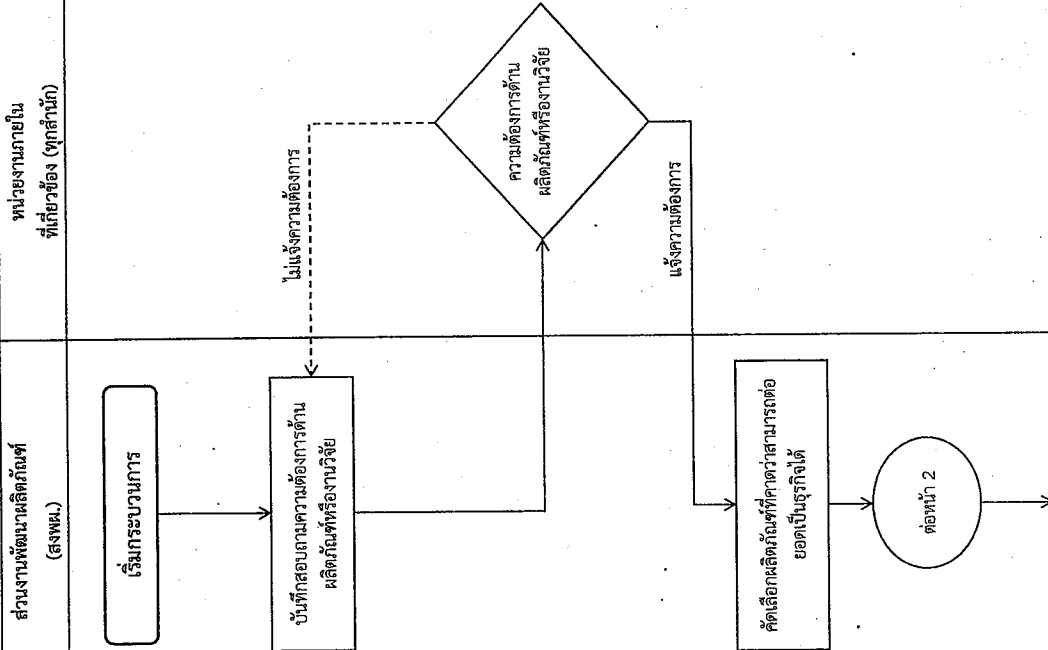 ส่วนงานพัฒนาผลิตภัณฑ์
(สงพผ.)
หน่วยงานภายใน
ที่เกี่ยวข้อง (ทุกสำนัก)
เริ่มกระบวนการ
บันทึกสอบถามความต้องการด้าน
ผลิตภัณฑ์หรืองานวิจัย
ไม่แจ้งความต้องการ
ความต้องการด้าน
ผลิตภัณฑ์หรืองานวิจัย
แจ้งความต้องการ
คัดเลือกผลิตภัณฑ์ที่คาดว่าสามารถต่อ
ยอดเป็นธุรกิจได้
ต่อหน้า 2